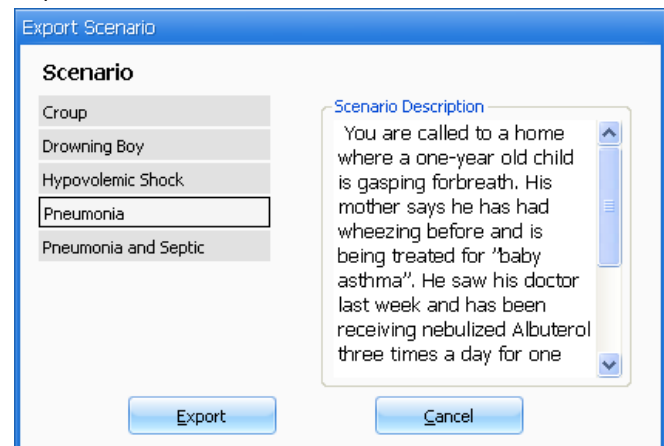 Export Scenario
Scenario
Croup
Drowning Boy
Hypovolemic Shock
Pneumonia
Pneumonia and Septic
Scenario Description
You are called to a home
where a one-year old child
is gasping forbreath. His
mother says he has had
wheezing before and is
being treated for "baby
asthma". He saw his doctor
last week and has been
receiving nebulized Albuterol
three times a day for one
Export
Cancel